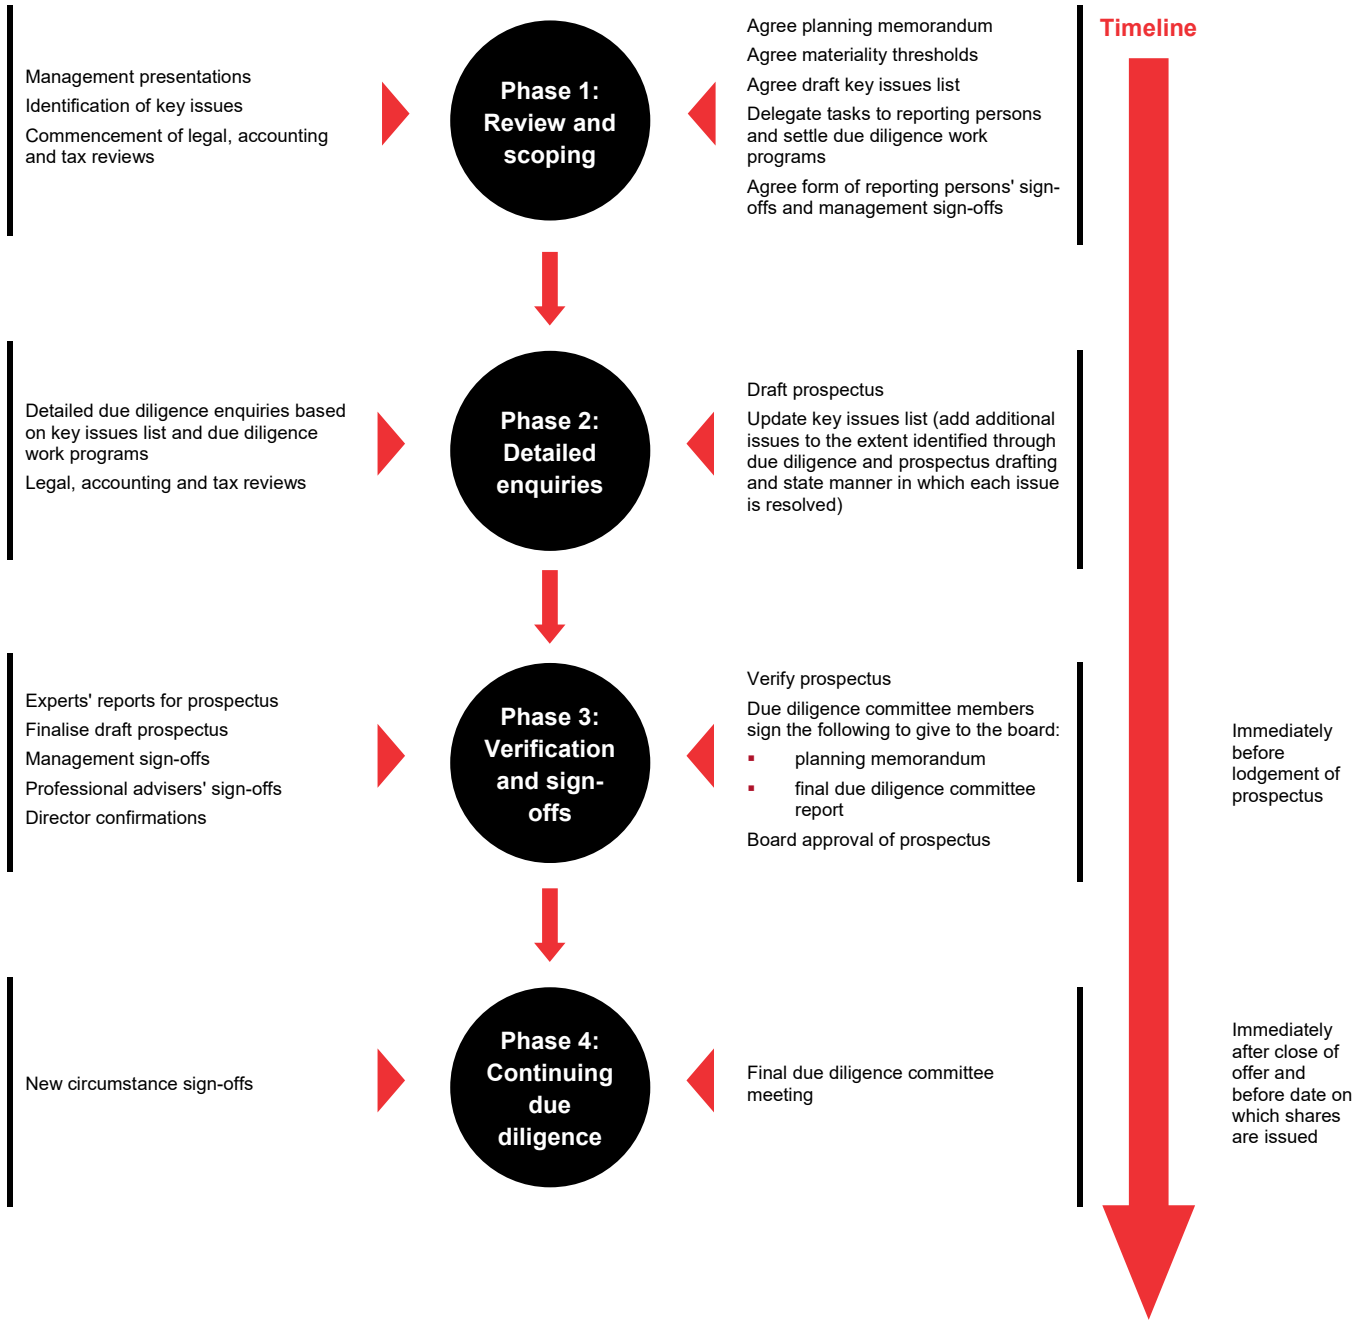 Timeline
Management presentations
Identification of key issues
Commencement of legal, accounting
and tax reviews
Phase 1:
Review and
scoping
Agree planning memorandum
Agree materiality thresholds
Agree draft key issues list
Delegate tasks to reporting persons
and settle due diligence work
programs
Agree form of reporting persons' sign-
offs and management sign-offs
Detailed due diligence enquiries based
on key issues list and due diligence
work programs
Legal, accounting and tax reviews
Phase 2:
Detailed
enquiries
Draft prospectus
Update key issues list (add additional
issues to the extent identified through
due diligence and prospectus drafting
and state manner in which each issue
is resolved)
Experts' reports for prospectus
Finalise draft prospectus
Management sign-offs
Professional advisers' sign-offs
Director confirmations
Phase 3:
Verification
and sign-
offs
Verify prospectus
Due diligence committee members
sign the following to give to the board:
▪ planning memorandum
▪ final due diligence committee
report
Board approval of prospectus
Immediately
before
lodgement of
prospectus
New circumstance sign-offs
Phase 4:
Continuing
due
diligence
Final due diligence committee
meeting
Immediately
after close of
offer and
before date on
which shares
are issued